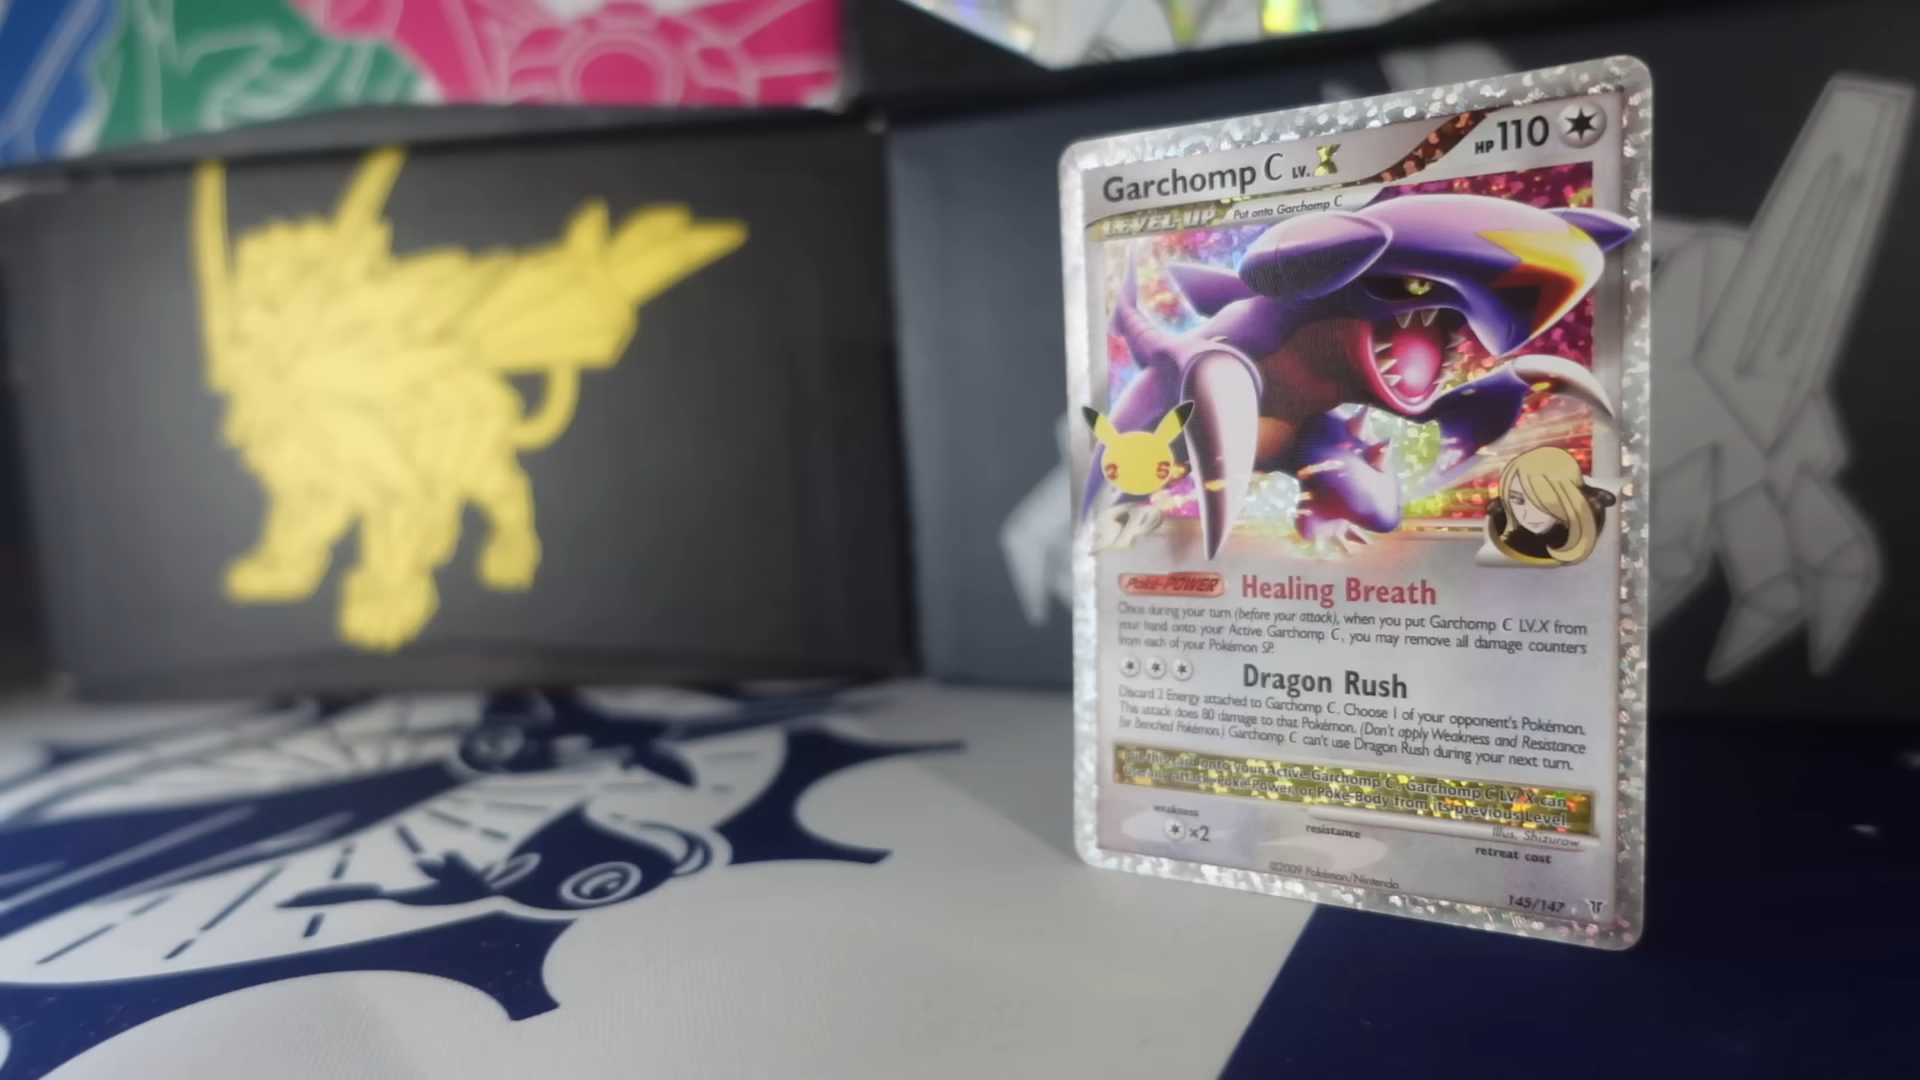 Garchomp C LV.X
HP 110
LEVEL-UP Put onto Garchomp C
25
Poké-POWER Healing Breath
Once during your turn (before your attack), when you put Garchomp C LV.X from
your hand onto your Active Garchomp C, you may remove all damage counters
from each of your Pokémon SP.
Dragon Rush
Discard 2 Energy attached to Garchomp C. Choose 1 of your opponent's Pokémon.
This attack does 80 damage to that Pokémon. (Don't apply Weakness and Resistance
for Benched Pokémon.) Garchomp C can't use Dragon Rush during your next turn.
Put this card onto your Active Garchomp C. Garchomp C LV.X can
use any attack, Poké-Power, or Poké-Body from its previous Level.
Illus. Shizurow
weakness
resistance
retreat cost
×2
©2009 Pokémon/Nintendo
145/147